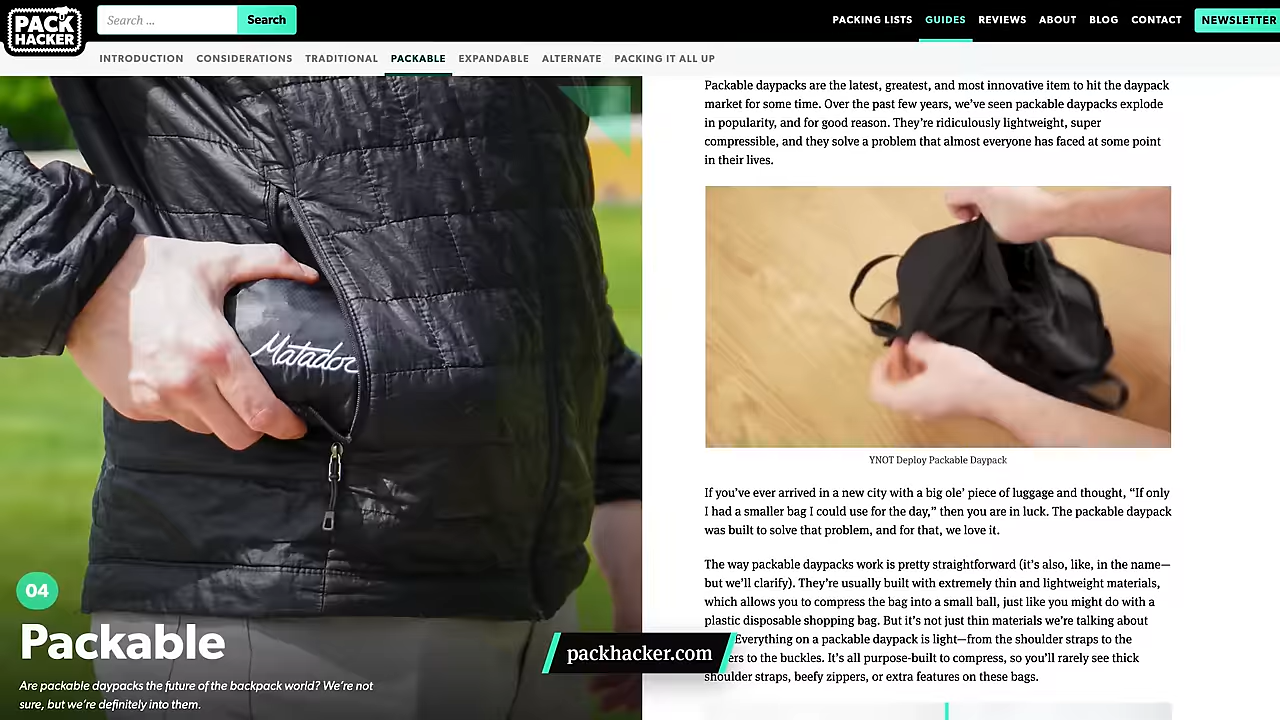 PACK
HACKER
Search ...
Search
PACKING LISTS
GUIDES
REVIEWS
ABOUT
BLOG
CONTACT
NEWSLETTER
INTRODUCTION
CONSIDERATIONS
TRADITIONAL
PACKABLE
EXPANDABLE
ALTERNATE
PACKING IT ALL UP
Matador
04
Packable
Are packable daypacks the future of the backpack world? We're not
sure, but we're definitely into them.
Packable daypacks are the latest, greatest, and most innovative item to hit the daypack
market for some time. Over the past few years, we've seen packable daypacks explode
in popularity, and for good reason. They're ridiculously lightweight, super
compressible, and they solve a problem that almost everyone has faced at some point
in their lives.
YNOT Deploy Packable Daypack
If you've ever arrived in a new city with a big ole' piece of luggage and thought, "If only
I had a smaller bag I could use for the day," then you are in luck. The packable daypack
was built to solve that problem, and for that, we love it.
The way packable daypacks work is pretty straightforward (it's also, like, in the name—
but we'll clarify). They're usually built with extremely thin and lightweight materials,
which allows you to compress the bag into a small ball, just like you might do with a
plastic disposable shopping bag. But it's not just thin materials we're talking about
Everything on a packable daypack is light—from the shoulder straps to the
to the buckles. It's all purpose-built to compress, so you'll rarely see thick
shoulder straps, beefy zippers, or extra features on these bags.
packhacker.com